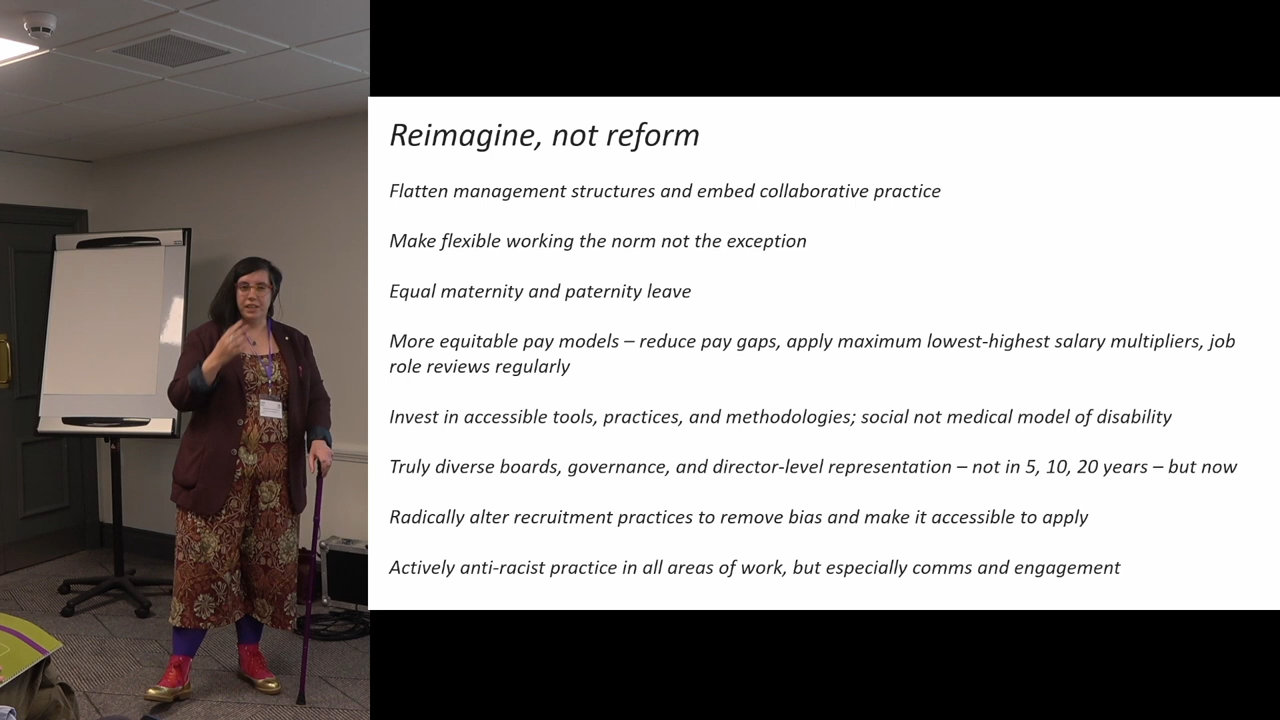 Reimagine, not reform
Flatten management structures and embed collaborative practice
Make flexible working the norm not the exception
Equal maternity and paternity leave
More equitable pay models – reduce pay gaps, apply maximum lowest-highest salary multipliers, job
role reviews regularly
Invest in accessible tools, practices, and methodologies; social not medical model of disability
Truly diverse boards, governance, and director-level representation – not in 5, 10, 20 years – but now
Radically alter recruitment practices to remove bias and make it accessible to apply
Actively anti-racist practice in all areas of work, but especially comms and engagement